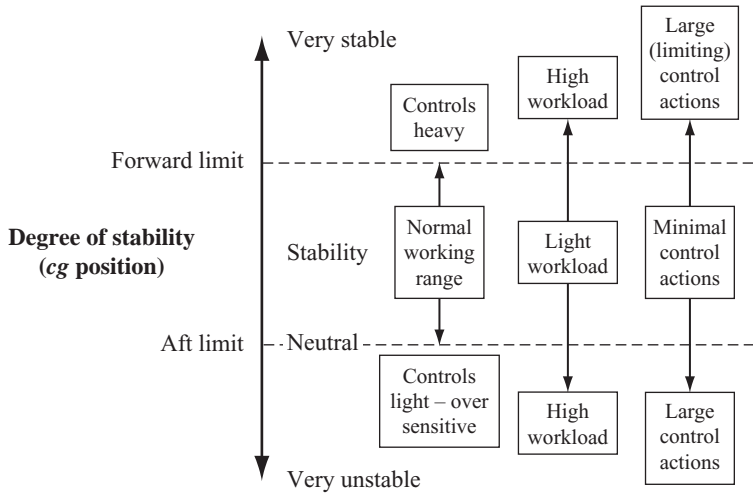 Very stable
Large
(limiting)
control
actions
High
workload
Controls
heavy
Forward limit
Degree of stability
(cg position)
Stability
Normal
working
range
Light
workload
Minimal
control
actions
Aft limit
Neutral
Controls
light – over
sensitive
High
workload
Large
control
actions
Very unstable